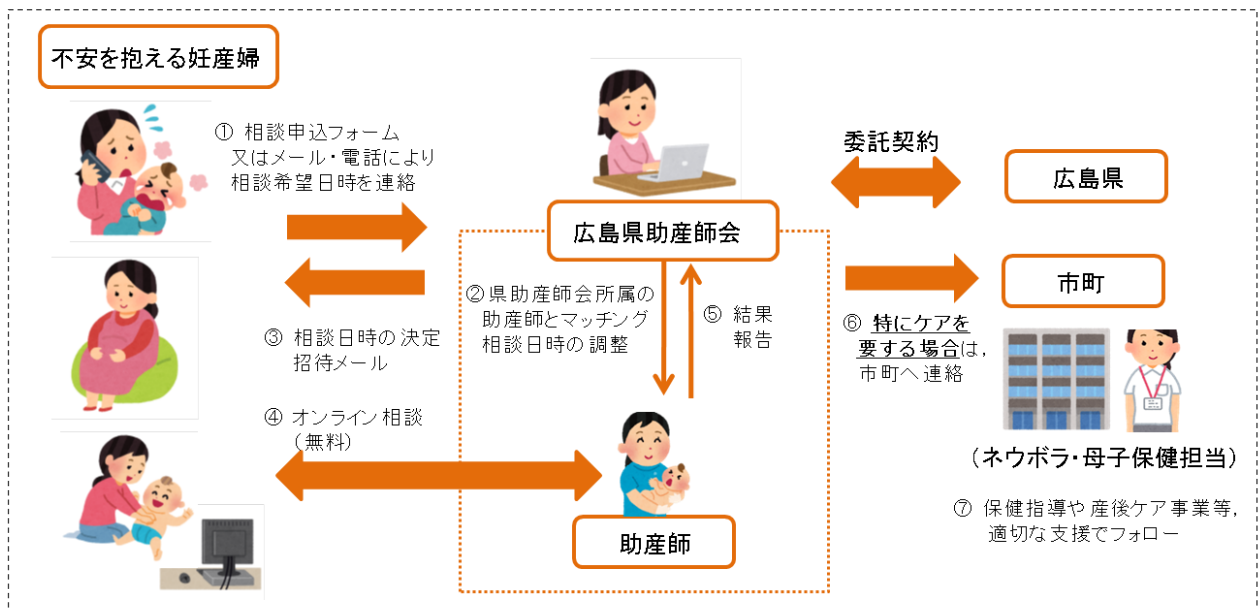 不安を抱える妊産婦
① 相談申込フォーム
又はメール・電話により
相談希望日時を連絡
広島県助産師会
委託契約
広島県
市町
②県助産師会所属の
助産師とマッチング
相談日時の調整
⑤ 結果
報告
③ 相談日時の決定
招待メール
⑥ 特にケアを
要する場合は，
市町へ連絡
④ オンライン相談
（無料）
助産師
（ネウボラ・母子保健担当）
⑦ 保健指導や産後ケア事業等，
適切な支援でフォロー